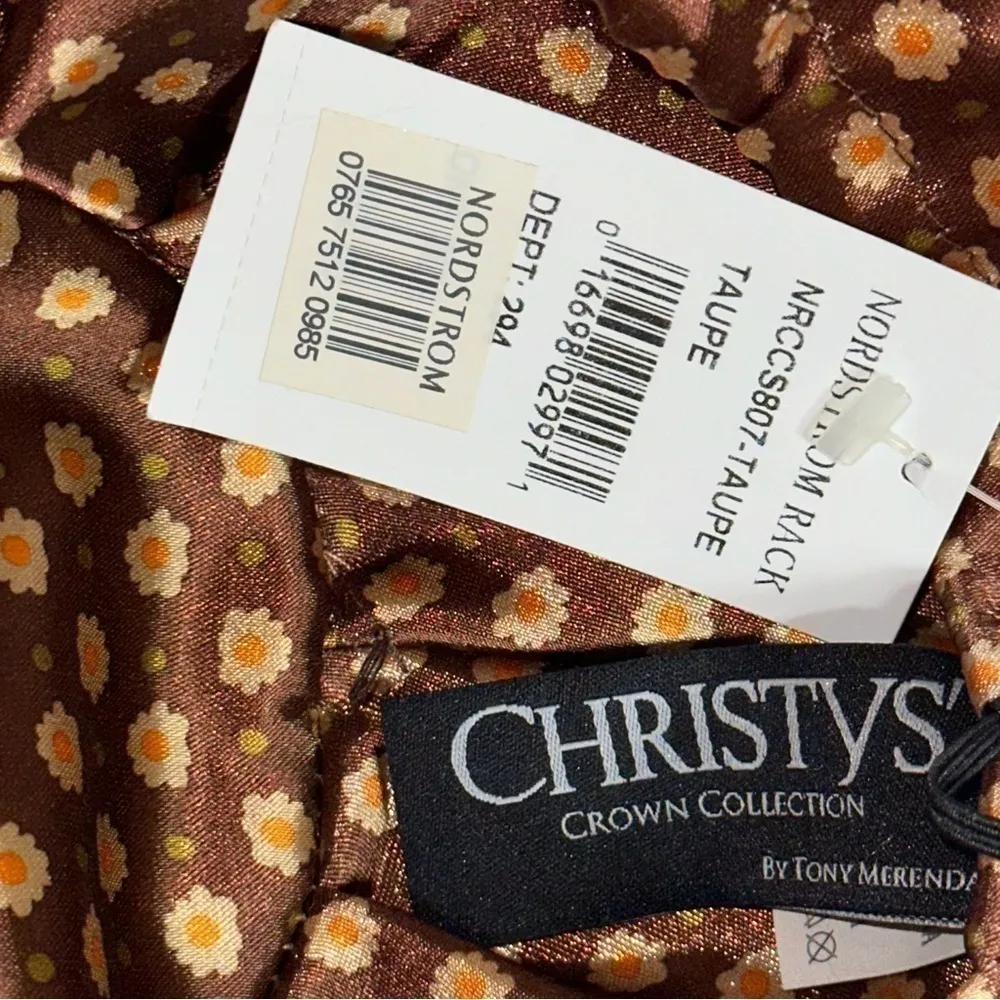 NORDSTROM RACK
NRCCS807-TAUPE
TAUPE
0 16698 02997 1
DEPT: 294
NORDSTROM
0765 7512 0985
CHRISTYS'
CROWN COLLECTION
BY TONY MERENDA